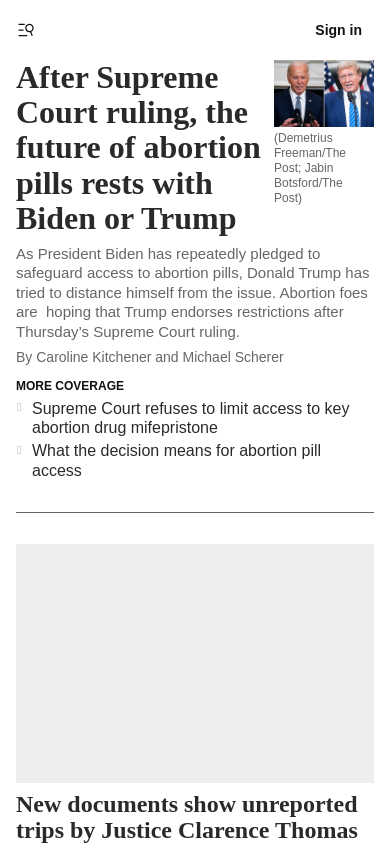 Sign in
After Supreme
Court ruling, the
future of abortion
pills rests with
Biden or Trump
(Demetrius
Freeman/The
Post; Jabin
Botsford/The
Post)
As President Biden has repeatedly pledged to
safeguard access to abortion pills, Donald Trump has
tried to distance himself from the issue. Abortion foes
are  hoping that Trump endorses restrictions after
Thursday’s Supreme Court ruling.
By Caroline Kitchener and Michael Scherer
MORE COVERAGE
Supreme Court refuses to limit access to key
abortion drug mifepristone
What the decision means for abortion pill
access
New documents show unreported
trips by Justice Clarence Thomas